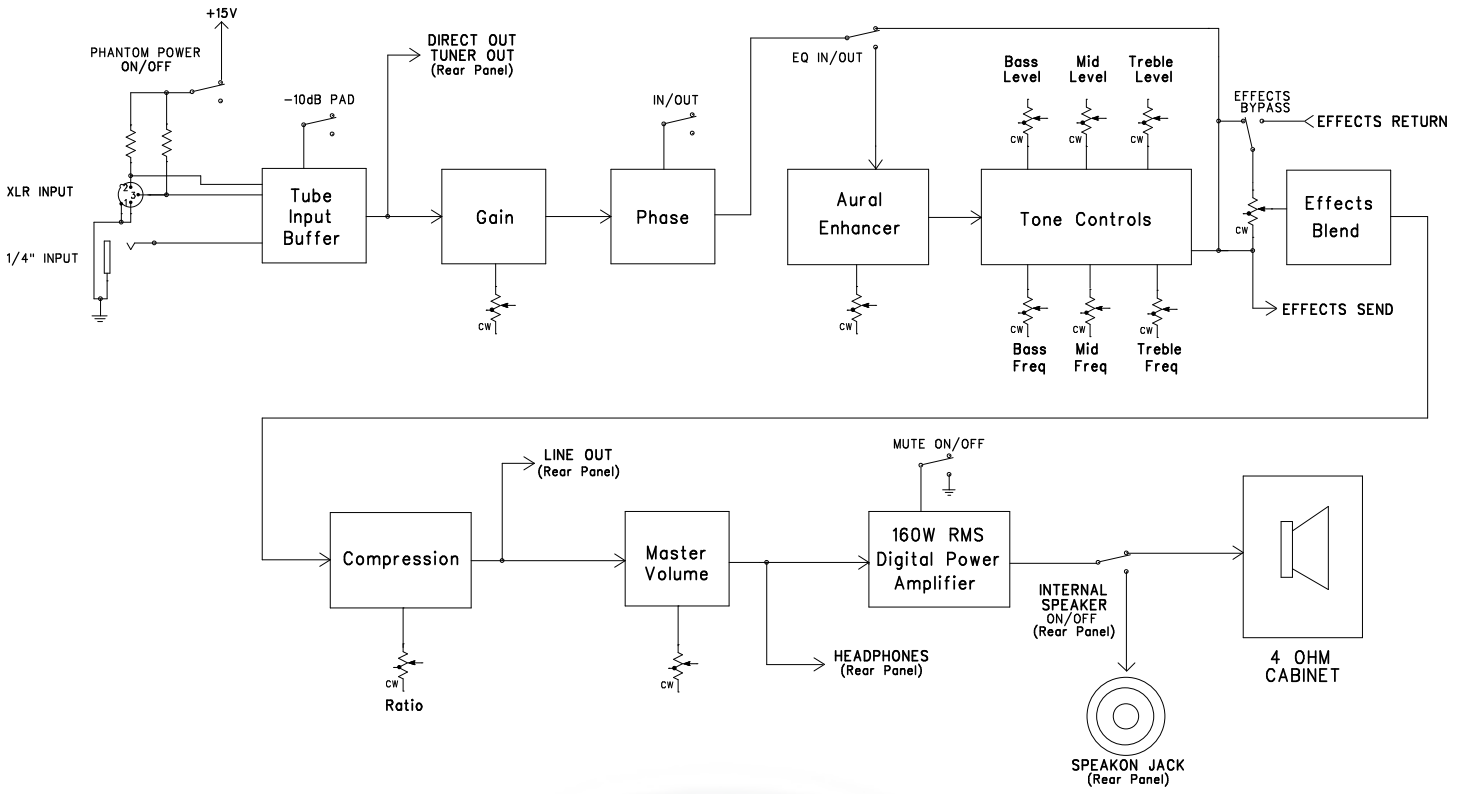 +15V
PHANTOM POWER
ON/OFF
DIRECT OUT
TUNER OUT
(Rear Panel)
-10dB PAD
IN/OUT
EQ IN/OUT
Bass
Level
Mid
Level
Treble
Level
CW
CW
CW
EFFECTS
BYPASS
EFFECTS RETURN
XLR INPUT
2
3
1
1/4" INPUT
Tube
Input
Buffer
Gain
CW
Phase
Aural
Enhancer
CW
Tone Controls
CW
Effects
Blend
EFFECTS SEND
CW
CW
CW
Bass
Freq
Mid
Freq
Treble
Freq
LINE OUT
(Rear Panel)
MUTE ON/OFF
Compression
CW
Ratio
Master
Volume
CW
160W RMS
Digital Power
Amplifier
HEADPHONES
(Rear Panel)
INTERNAL
SPEAKER
ON/OFF
(Rear Panel)
4 OHM
CABINET
SPEAKON JACK
(Rear Panel)